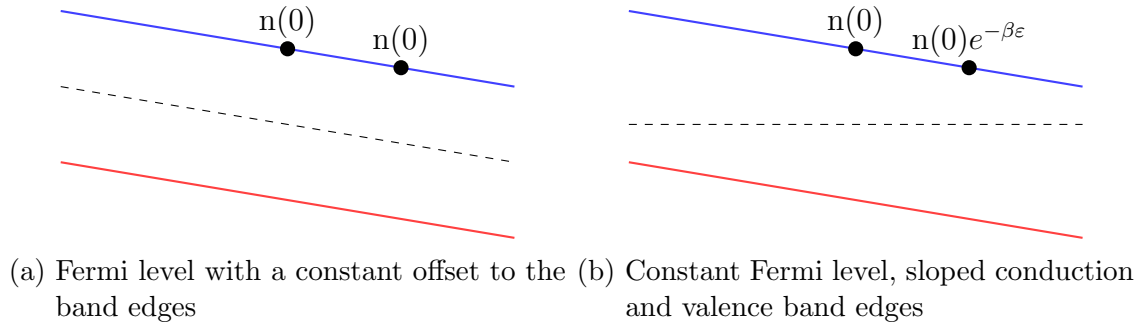 n(0)
n(0)
n(0)
n(0)e^{-βε}
(a) Fermi level with a constant offset to the band edges
(b) Constant Fermi level, sloped conduction and valence band edges